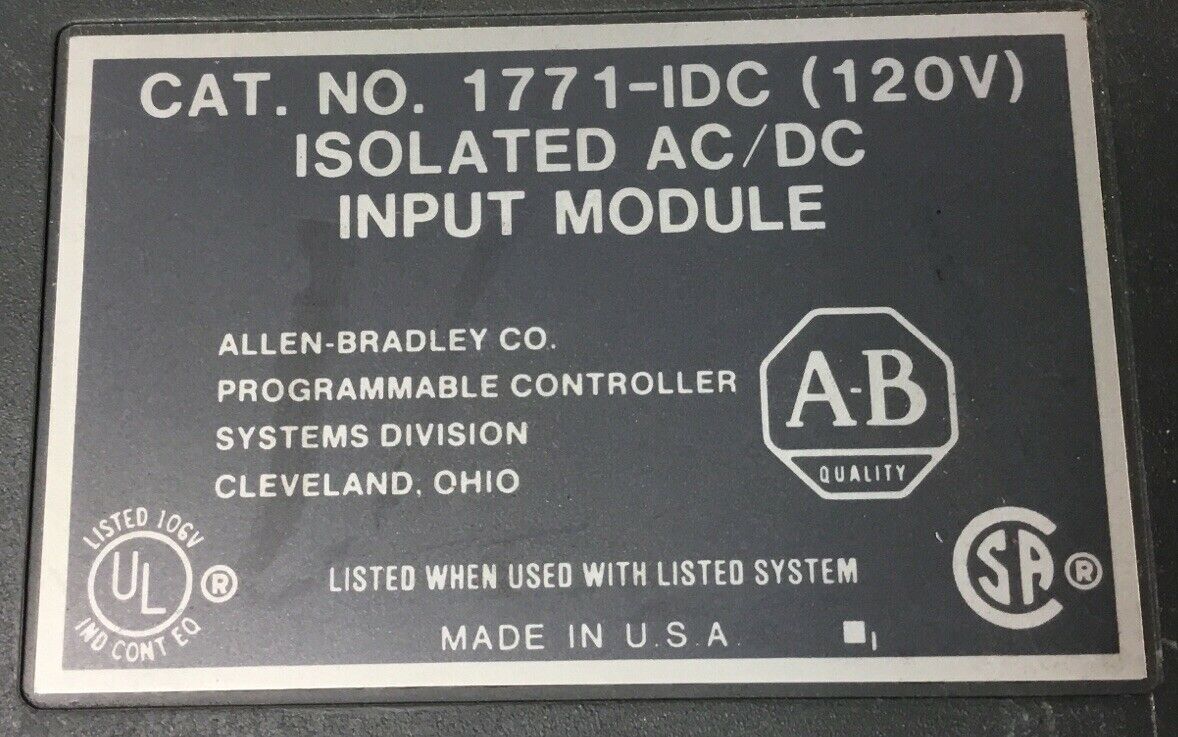 CAT. NO. 1771-IDC (120V)
ISOLATED AC/DC
INPUT MODULE
ALLEN-BRADLEY CO.
PROGRAMMABLE CONTROLLER
SYSTEMS DIVISION
CLEVELAND, OHIO
A-B
QUALITY
LISTED 106V
UL ®
IND CONT EQ
LISTED WHEN USED WITH LISTED SYSTEM
CSA ®
MADE IN U.S.A.